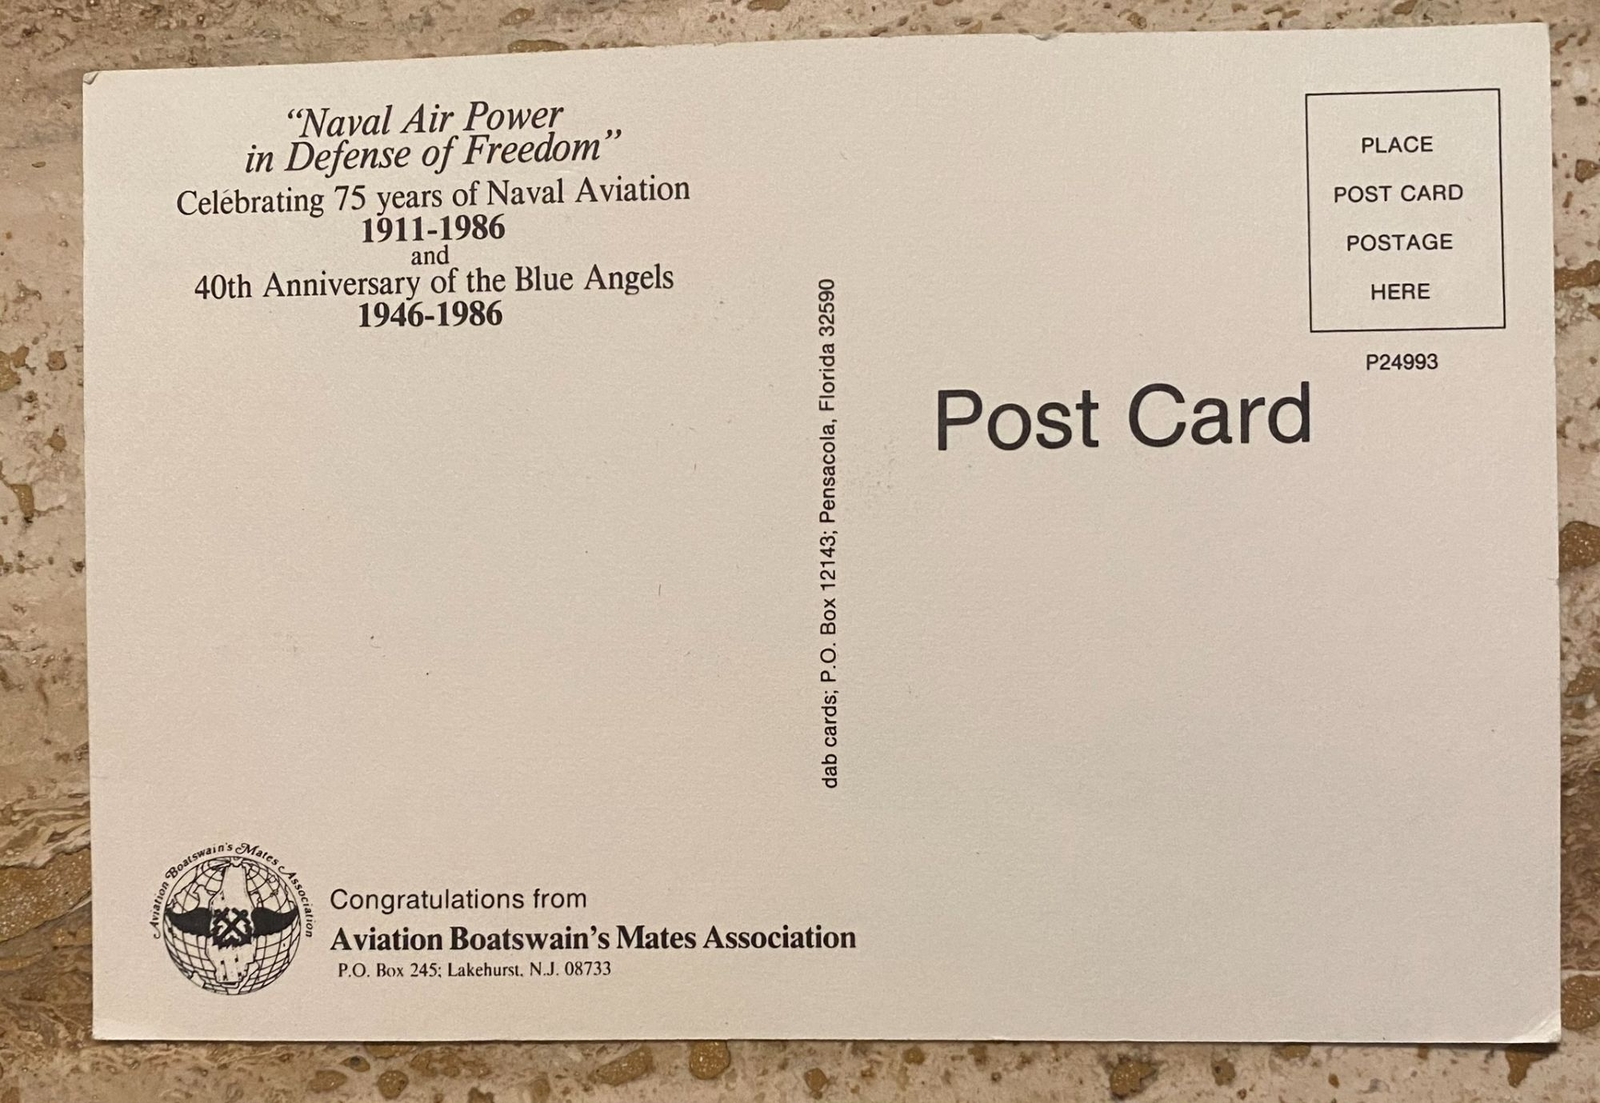 “Naval Air Power
in Defense of Freedom”
Celebrating 75 years of Naval Aviation
1911-1986
and
40th Anniversary of the Blue Angels
1946-1986
Aviation Boatswain's Mates Association
Congratulations from
Aviation Boatswain’s Mates Association
P.O. Box 245; Lakehurst, N.J. 08733
dab cards; P.O. Box 12143; Pensacola, Florida 32590
PLACE
POST CARD
POSTAGE
HERE
P24993
Post Card